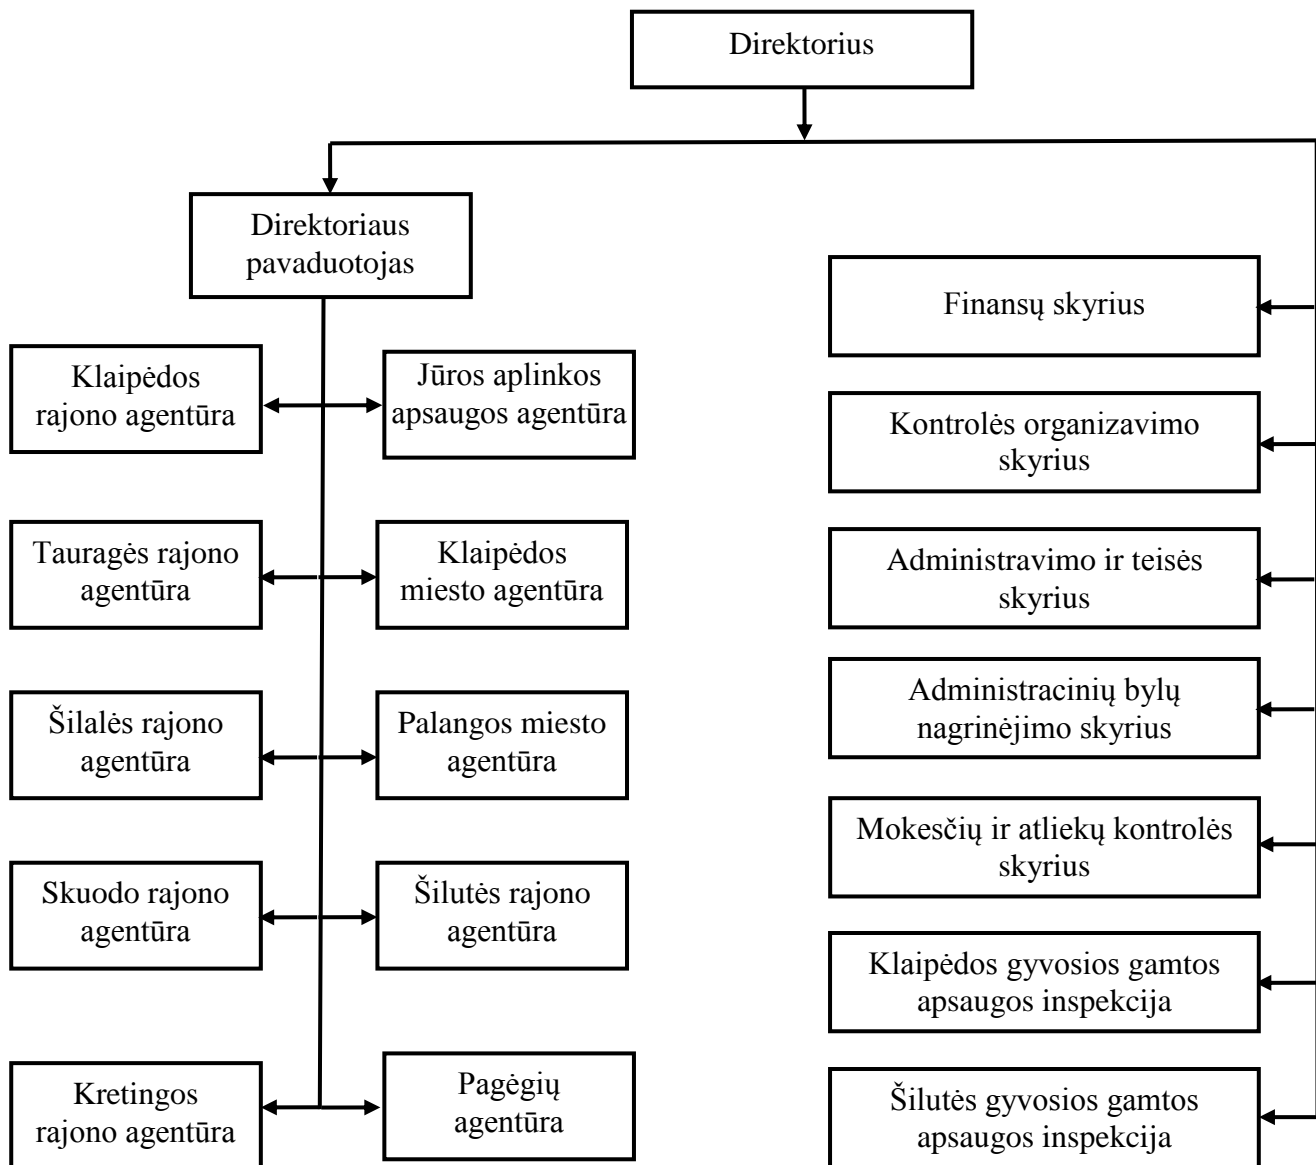 Direktorius
Direktoriaus
pavaduotojas
Klaipėdos
rajono agentūra
Jūros aplinkos
apsaugos agentūra
Tauragės rajono
agentūra
Klaipėdos
miesto agentūra
Šilalės rajono
agentūra
Palangos miesto
agentūra
Skuodo rajono
agentūra
Šilutės rajono
agentūra
Kretingos
rajono agentūra
Pagėgių
agentūra
Finansų skyrius
Kontrolės organizavimo
skyrius
Administravimo ir teisės
skyrius
Administracinių bylų
nagrinėjimo skyrius
Mokesčių ir atliekų kontrolės
skyrius
Klaipėdos gyvosios gamtos
apsaugos inspekcija
Šilutės gyvosios gamtos
apsaugos inspekcija